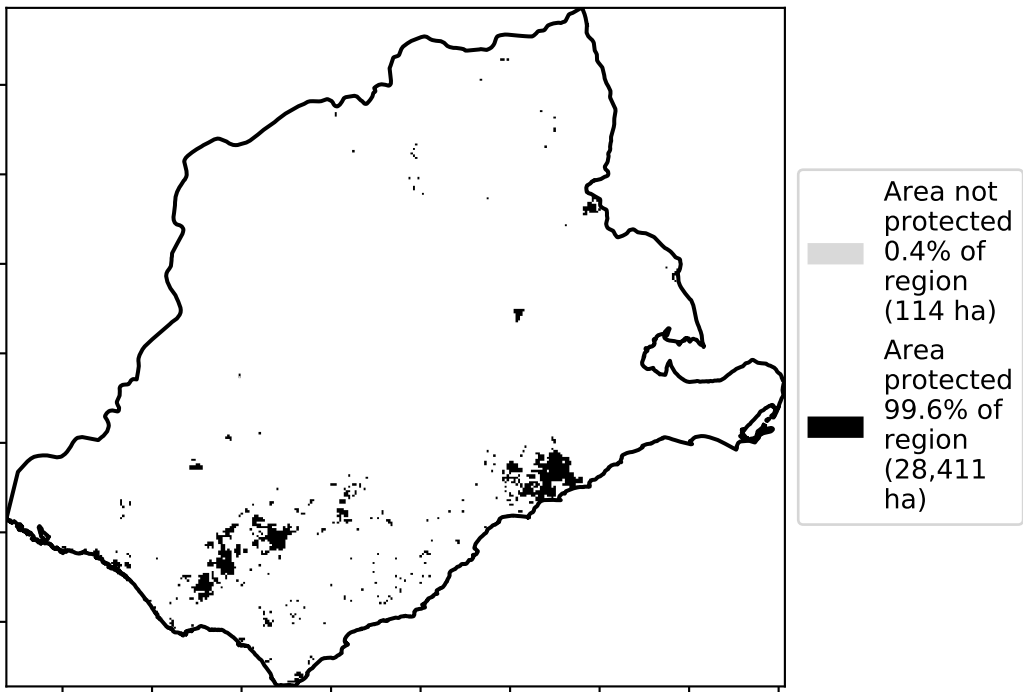 Area not
protected
0.4% of
region
(114 ha)
Area
protected
99.6% of
region
(28,411
ha)